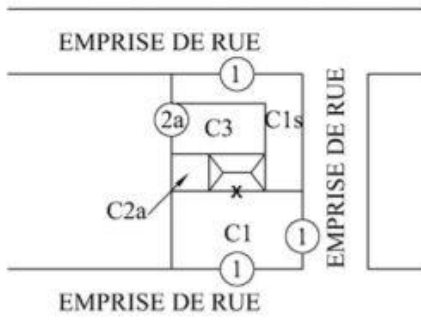 EMPRISE DE RUE
1
2a
C3
C1s
EMPRISE DE RUE
C2a
x
C1
1
1
EMPRISE DE RUE